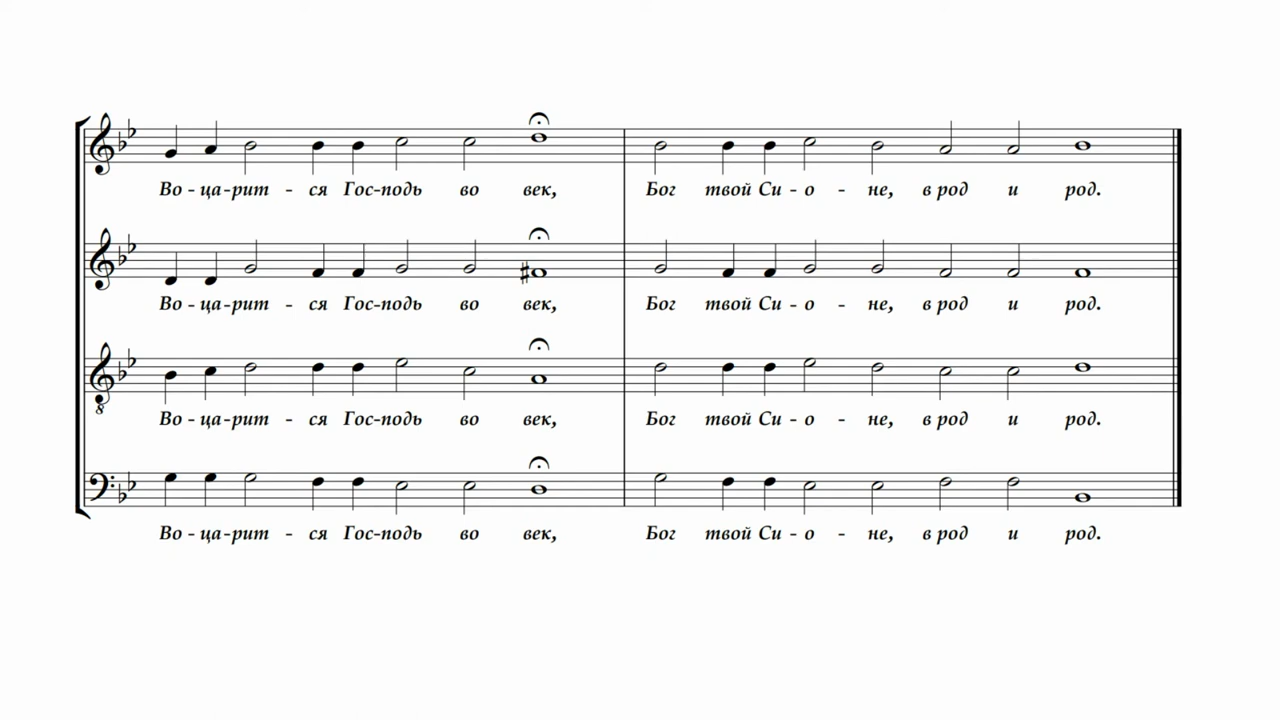 Во - ца-рит - ся Гос-подь во век, Бог твой Си - о - не, в род и род.
Во - ца-рит - ся Гос-подь во век, Бог твой Си - о - не, в род и род.
8
Во - ца-рит - ся Гос-подь во век, Бог твой Си - о - не, в род и род.
Во - ца-рит - ся Гос-подь во век, Бог твой Си - о - не, в род и род.